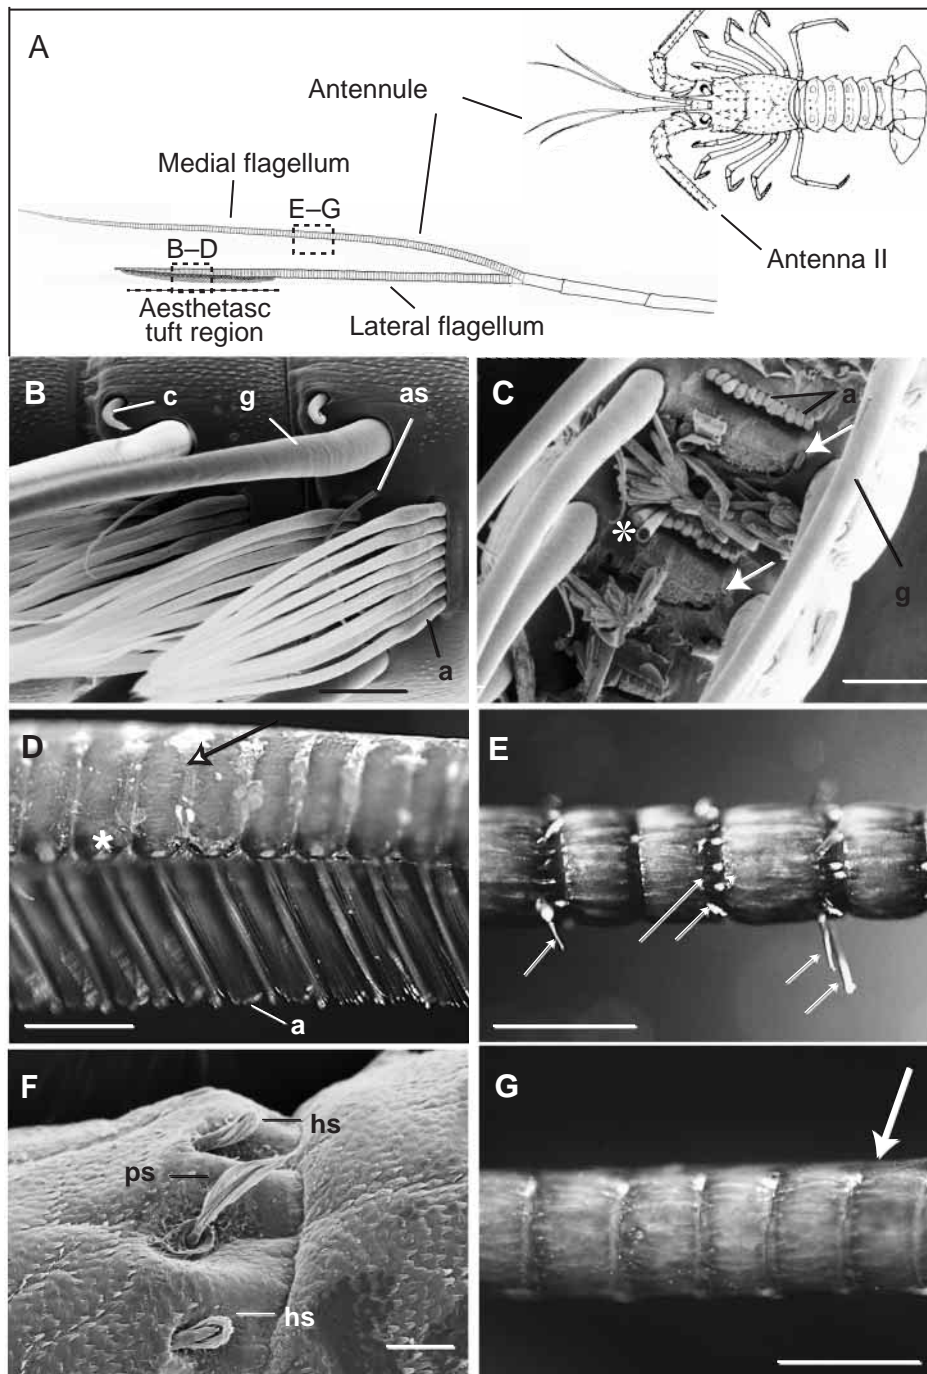 A
Antennule
Medial flagellum
E–G
B–D
Antenna II
Aesthetasc
tuft region
Lateral flagellum
B
c
g
as
a
C
a
*
g
D
*
a
E
F
hs
ps
hs
G